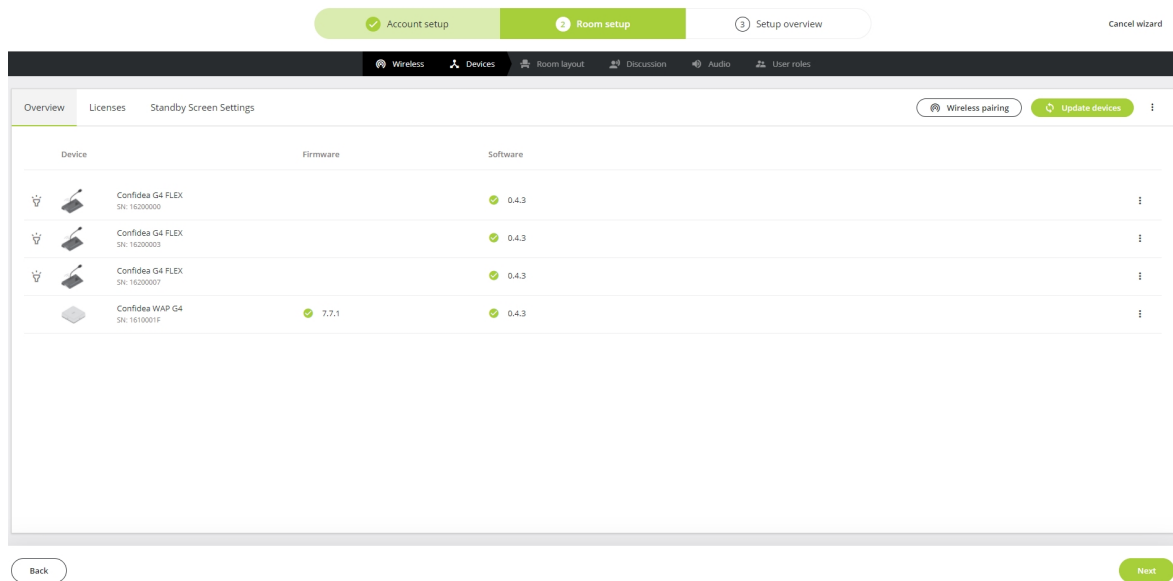 Account setup
2 Room setup
3 Setup overview
Cancel wizard
Wireless
Devices
Room layout
Discussion
Audio
User roles
Overview
Licenses
Standby Screen Settings
Wireless pairing
Update devices
Device
Firmware
Software
Confidea G4 FLEX
SN: 16200000
0.4.3
Confidea G4 FLEX
SN: 16200003
0.4.3
Confidea G4 FLEX
SN: 16200007
0.4.3
Confidea WAP G4
SN: 1610001F
7.7.1
0.4.3
Back
Next